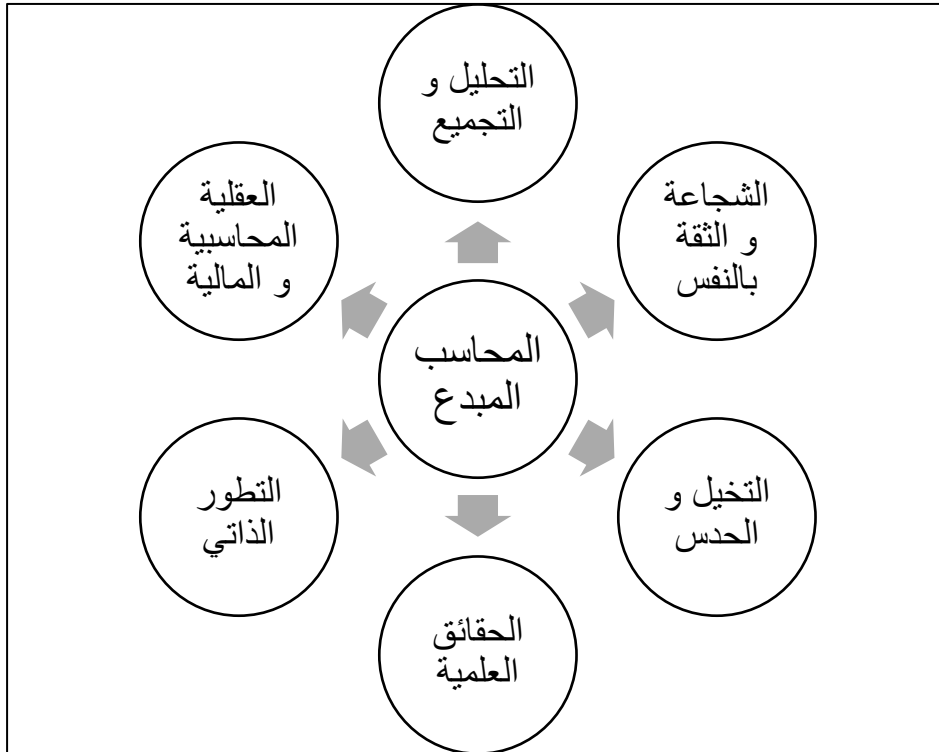 التحليل و
التجميع
الشجاعة
و الثقة
بالنفس
العقلية
المحاسبية
و المالية
المحاسب
المبدع
التخيل و
الحدس
التطور
الذاتي
الحقائق
العلمية